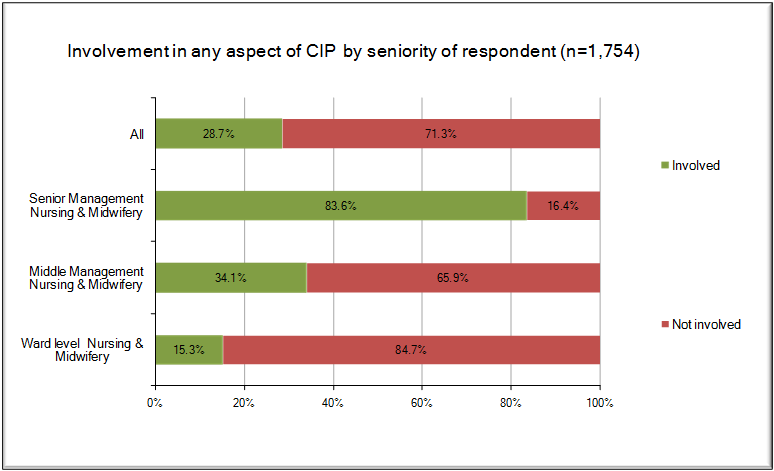 Involvement in any aspect of CIP by seniority of respondent (n=1,754)
All
28.7%
71.3%
Involved
Senior Management
Nursing & Midwifery
83.6%
16.4%
Middle Management
Nursing & Midwifery
34.1%
65.9%
Not involved
Ward level Nursing &
Midwifery
15.3%
84.7%
0% 20% 40% 60% 80% 100%